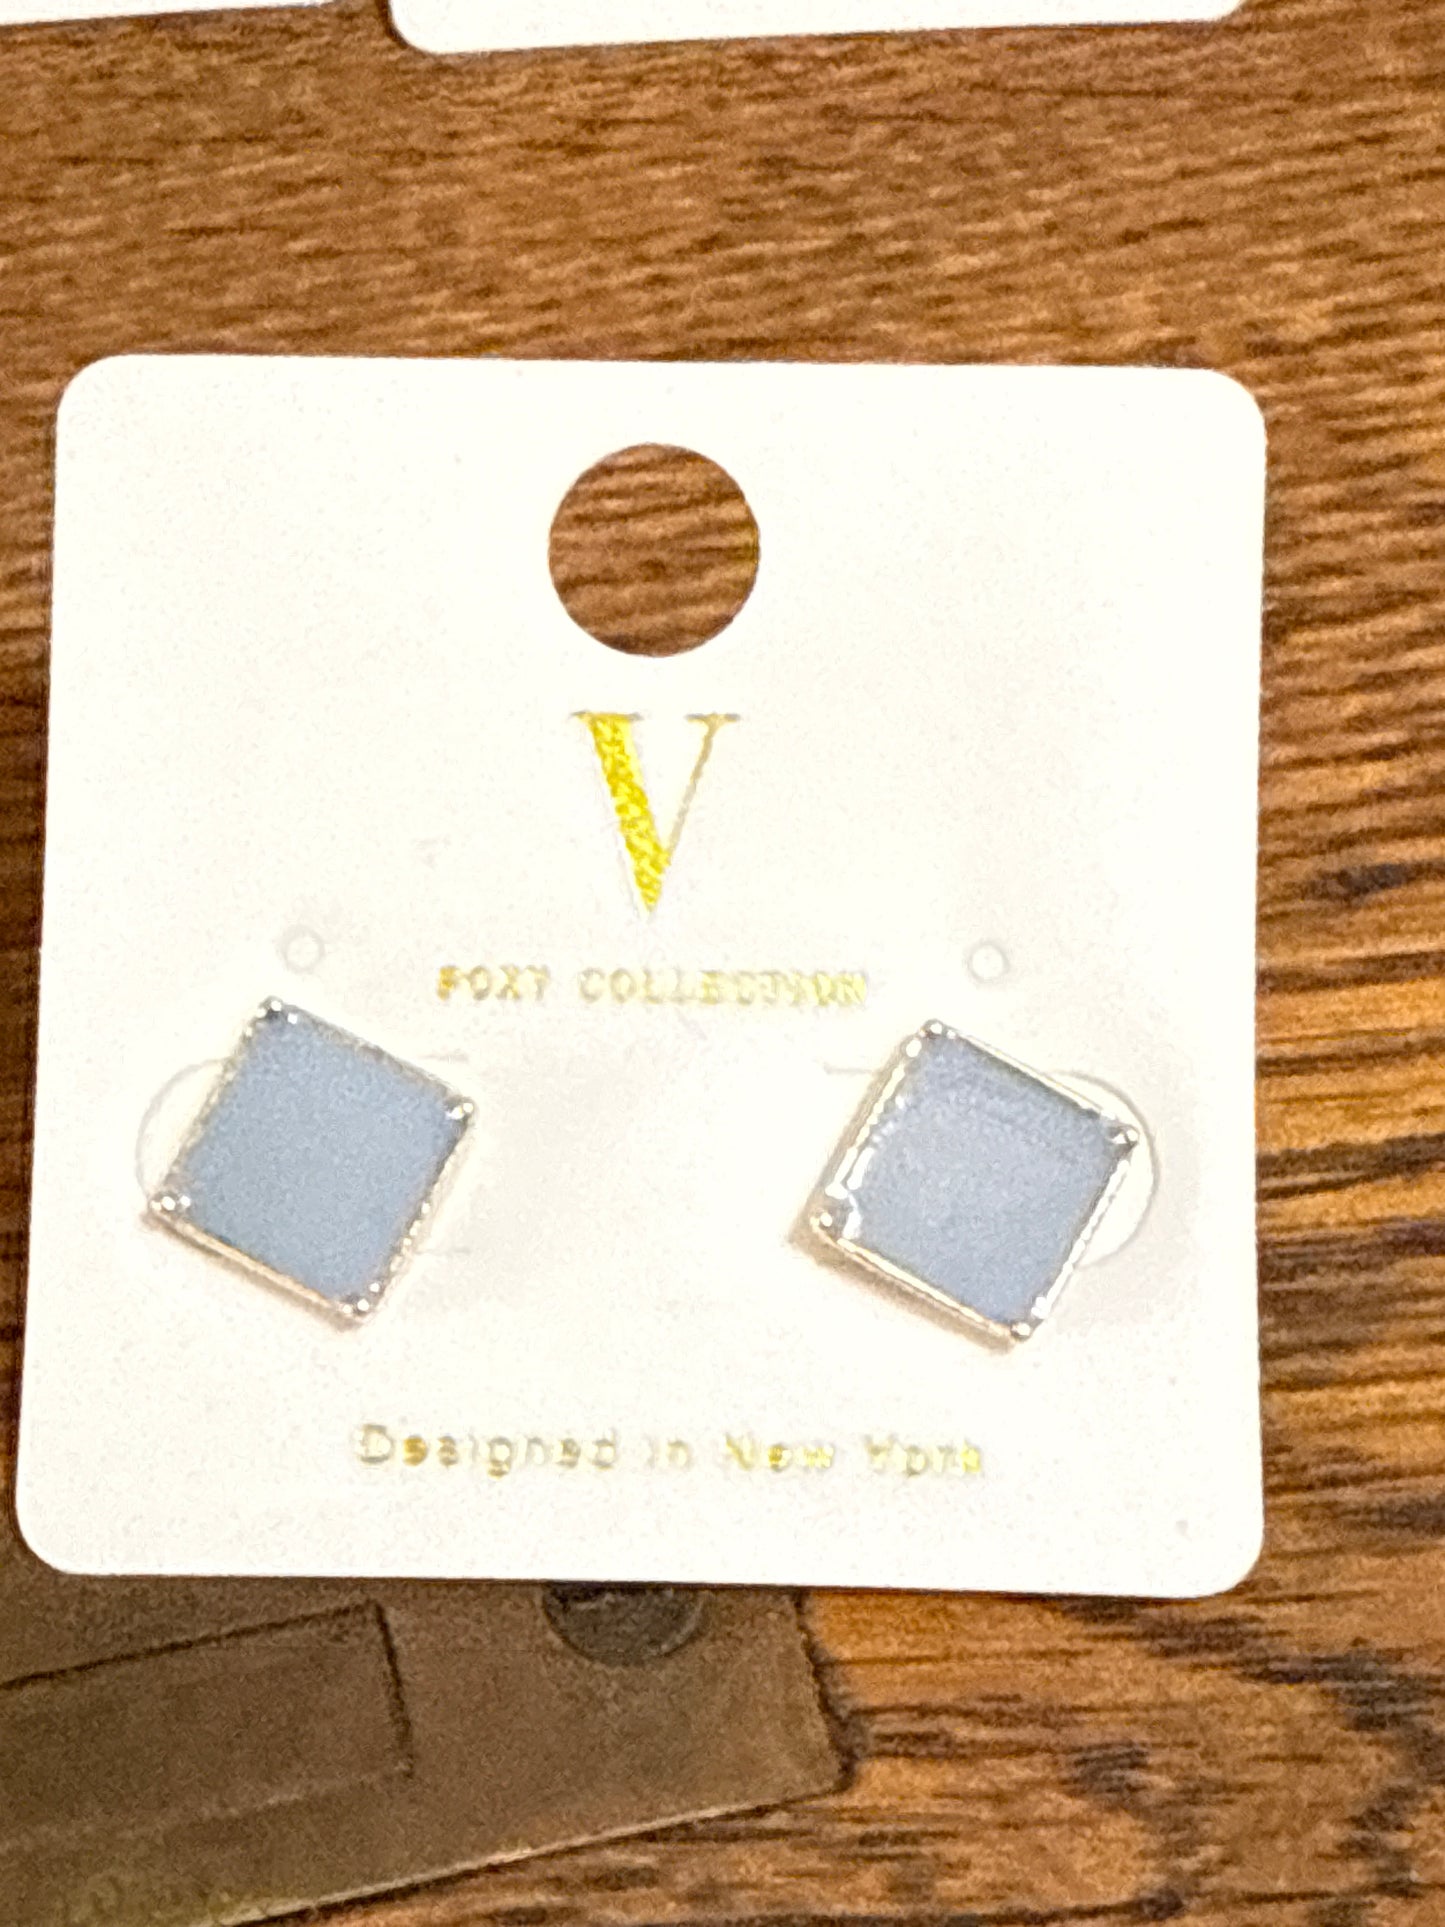 V
FOXY COLLECTION
Designed in New York